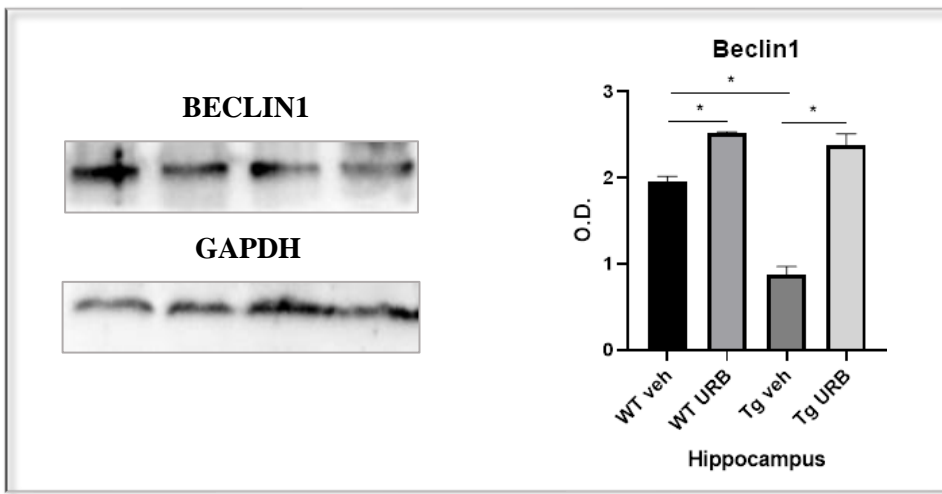 BECLIN1
GAPDH
Beclin1
*
*
*
3
2
1
0
O.D.
WT veh
WT URB
Tg veh
Tg URB
Hippocampus